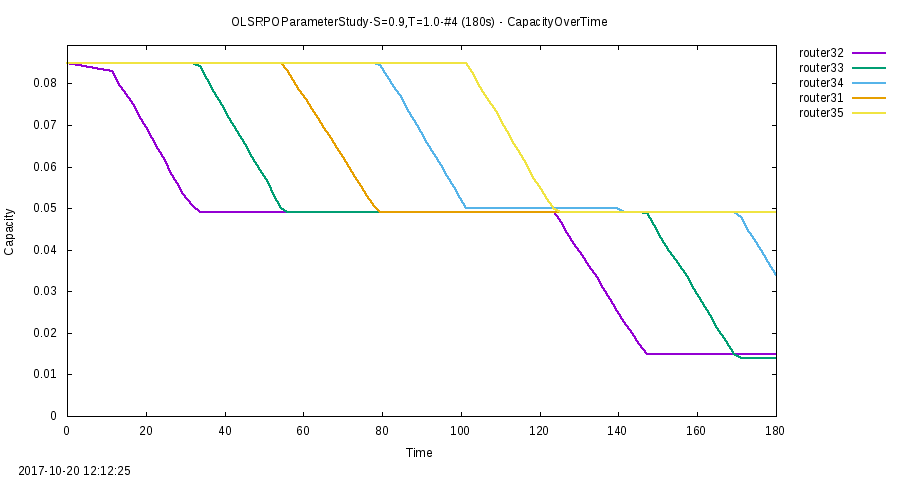 OLSRPOParameterStudy-S=0.9,T=1.0-#4 (180s) - CapacityOverTime
router32
router33
router34
router31
router35
0.08
0.07
0.06
0.05
0.04
0.03
0.02
0.01
0
Capacity
0 20 40 60 80 100 120 140 160 180
Time
2017-10-20 12:12:25